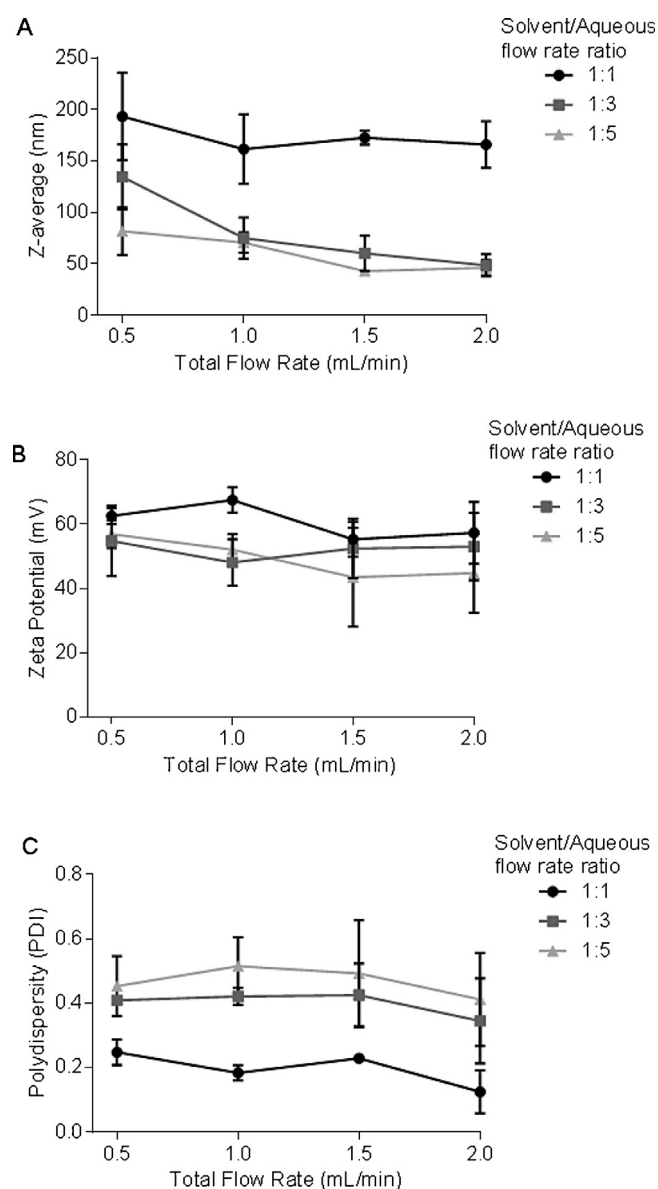 A
Solvent/Aqueous
flow rate ratio
1:1
1:3
1:5
Z-average (nm)
250
200
150
100
50
0
0.5 1.0 1.5 2.0
Total Flow Rate (mL/min)
B
Solvent/Aqueous
flow rate ratio
1:1
1:3
1:5
Zeta Potential (mV)
80
60
40
20
0
0.5 1.0 1.5 2.0
Total Flow Rate (mL/min)
C
Solvent/Aqueous
flow rate ratio
1:1
1:3
1:5
Polydispersity (PDI)
0.8
0.6
0.4
0.2
0.0
0.5 1.0 1.5 2.0
Total Flow Rate (mL/min)